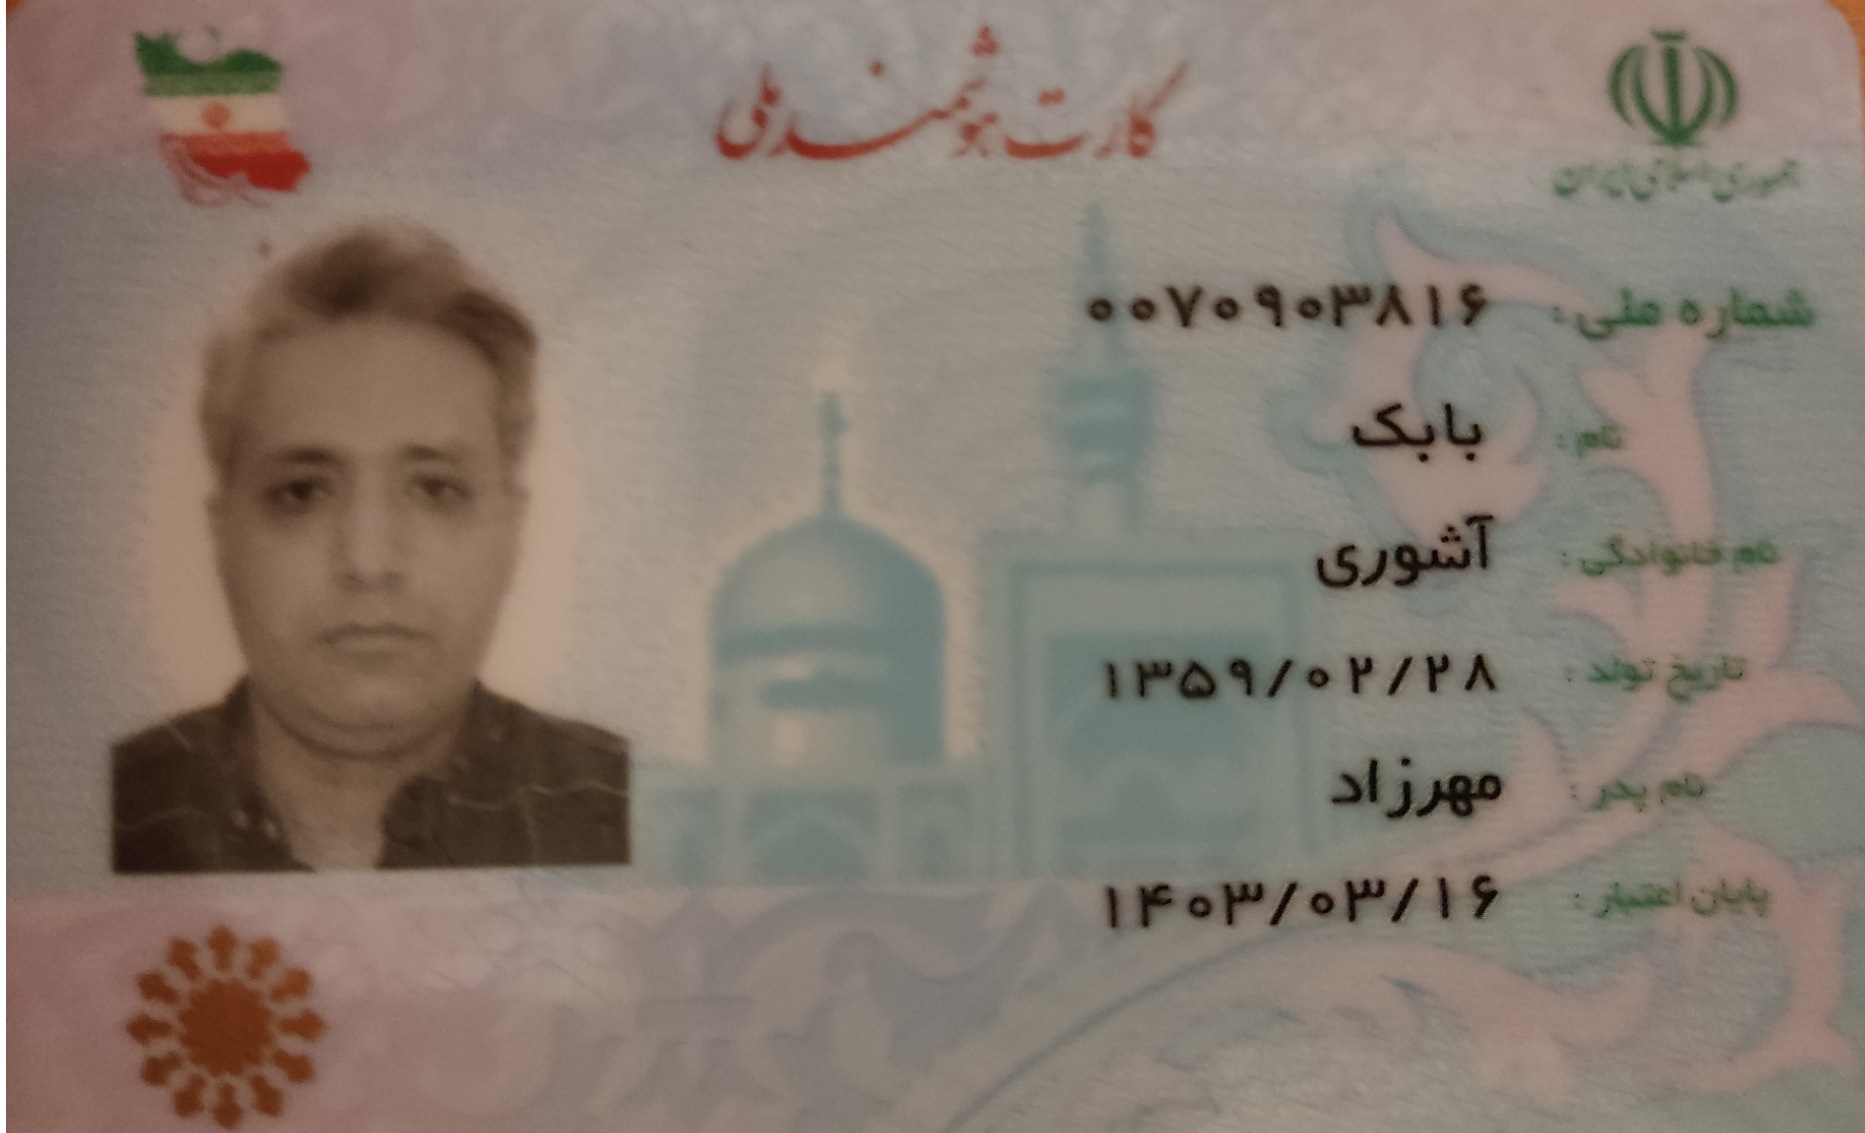 کارت هوشمند ملی
جمهوری اسلامی ایران
شماره ملی: ۰۰۷۰۹۰۳۸۱۶
نام: بابک
نام خانوادگی: آشوری
تاریخ تولد: ۱۳۵۹/۰۲/۲۸
نام پدر: مهرزاد
پایان اعتبار: ۱۴۰۳/۰۳/۱۶